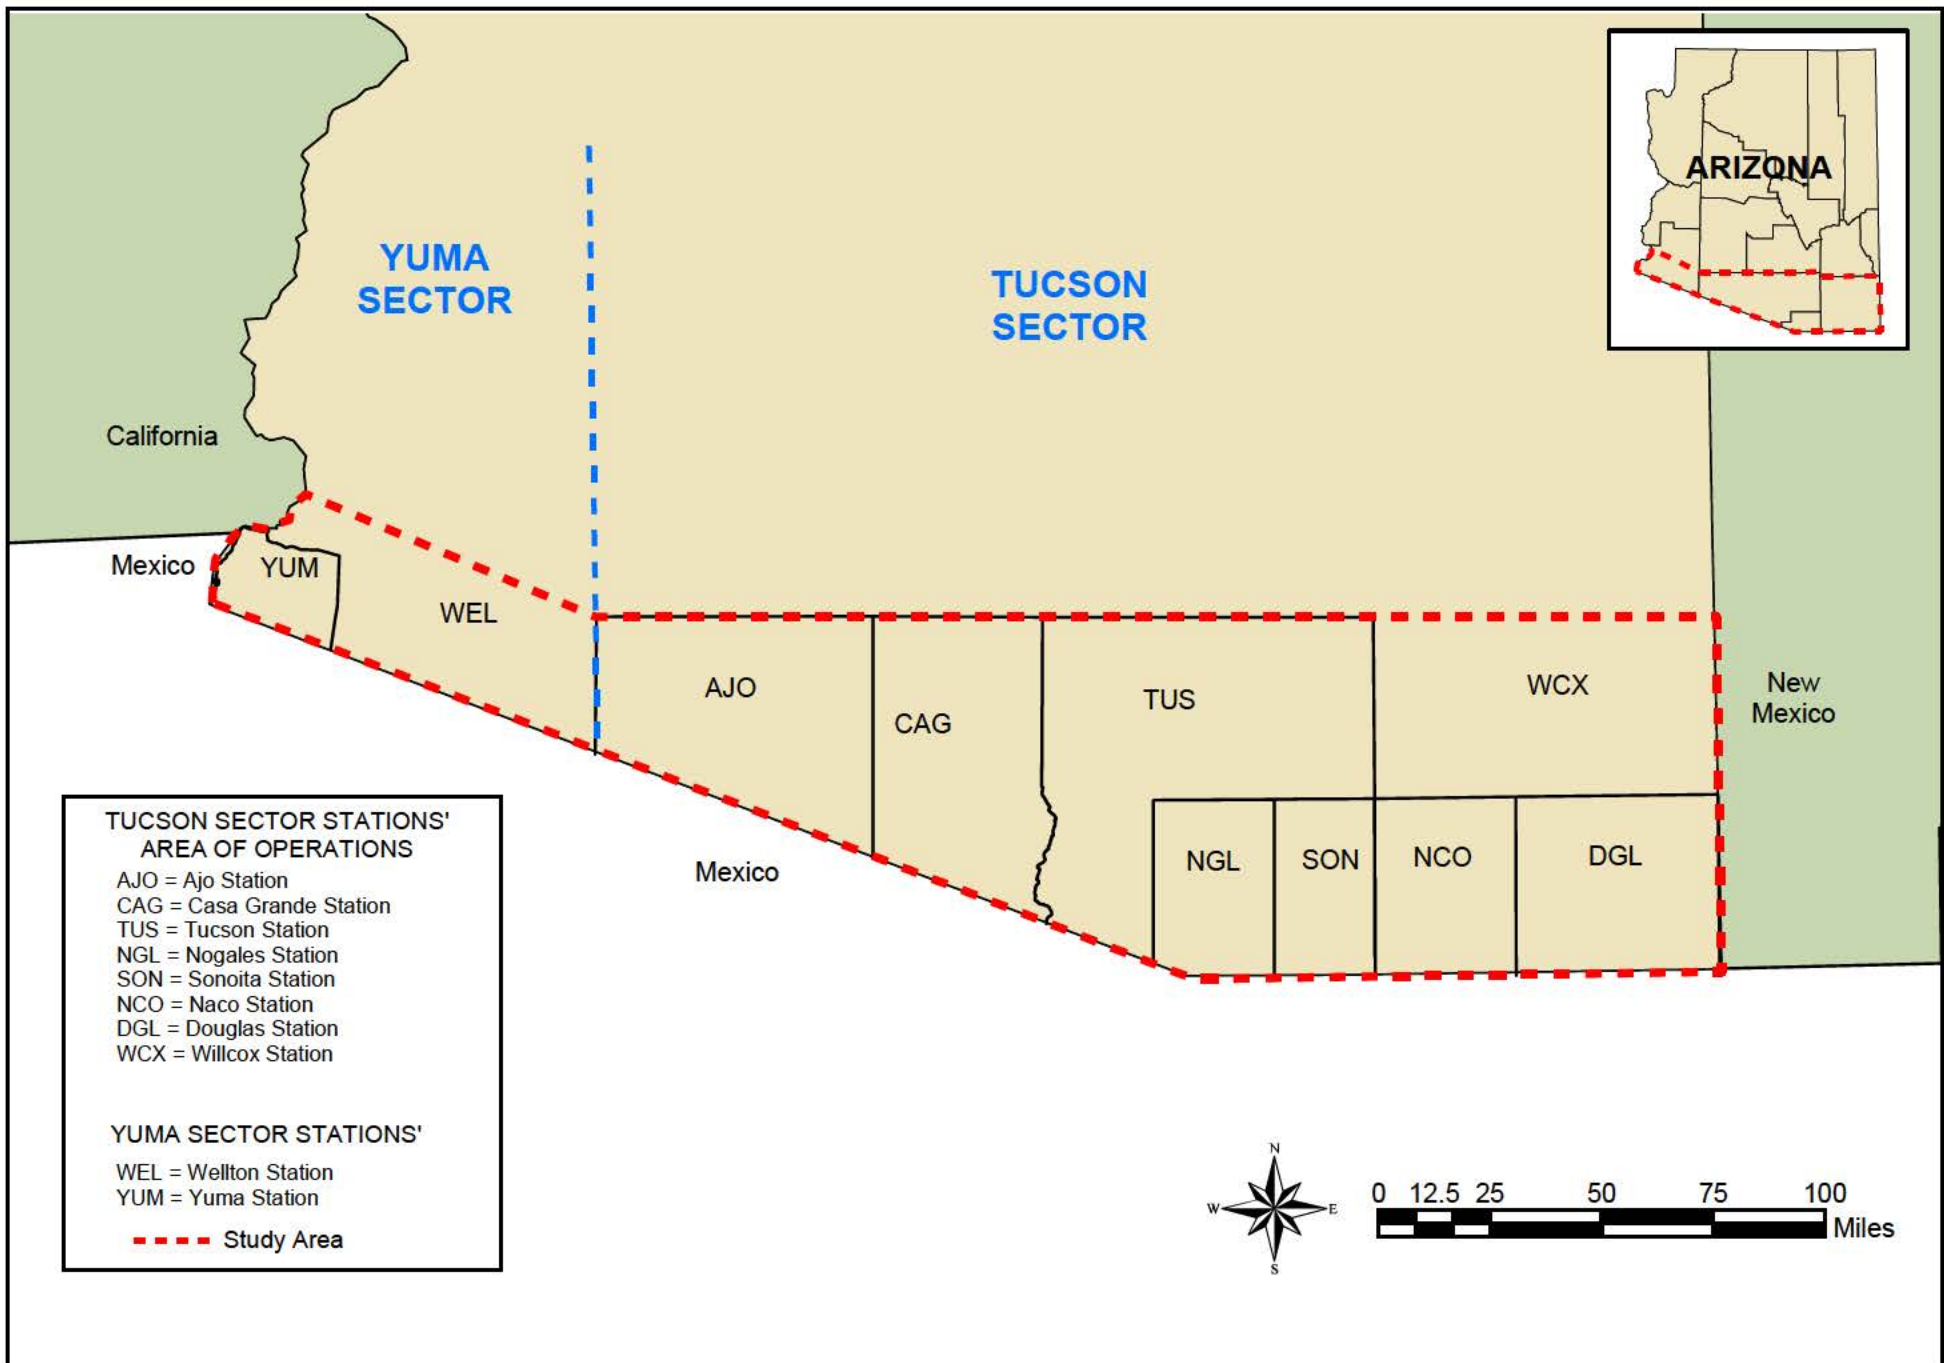 ARIZONA
YUMA
SECTOR
TUCSON
SECTOR
California
Mexico
YUM
WEL
AJO
CAG
TUS
WCX
New
Mexico
NGL
SON
NCO
DGL
Mexico
TUCSON SECTOR STATIONS'
AREA OF OPERATIONS
AJO = Ajo Station
CAG = Casa Grande Station
TUS = Tucson Station
NGL = Nogales Station
SON = Sonoita Station
NCO = Naco Station
DGL = Douglas Station
WCX = Willcox Station
YUMA SECTOR STATIONS'
WEL = Wellton Station
YUM = Yuma Station
Study Area
N
W E
S
0 12.5 25 50 75 100
Miles